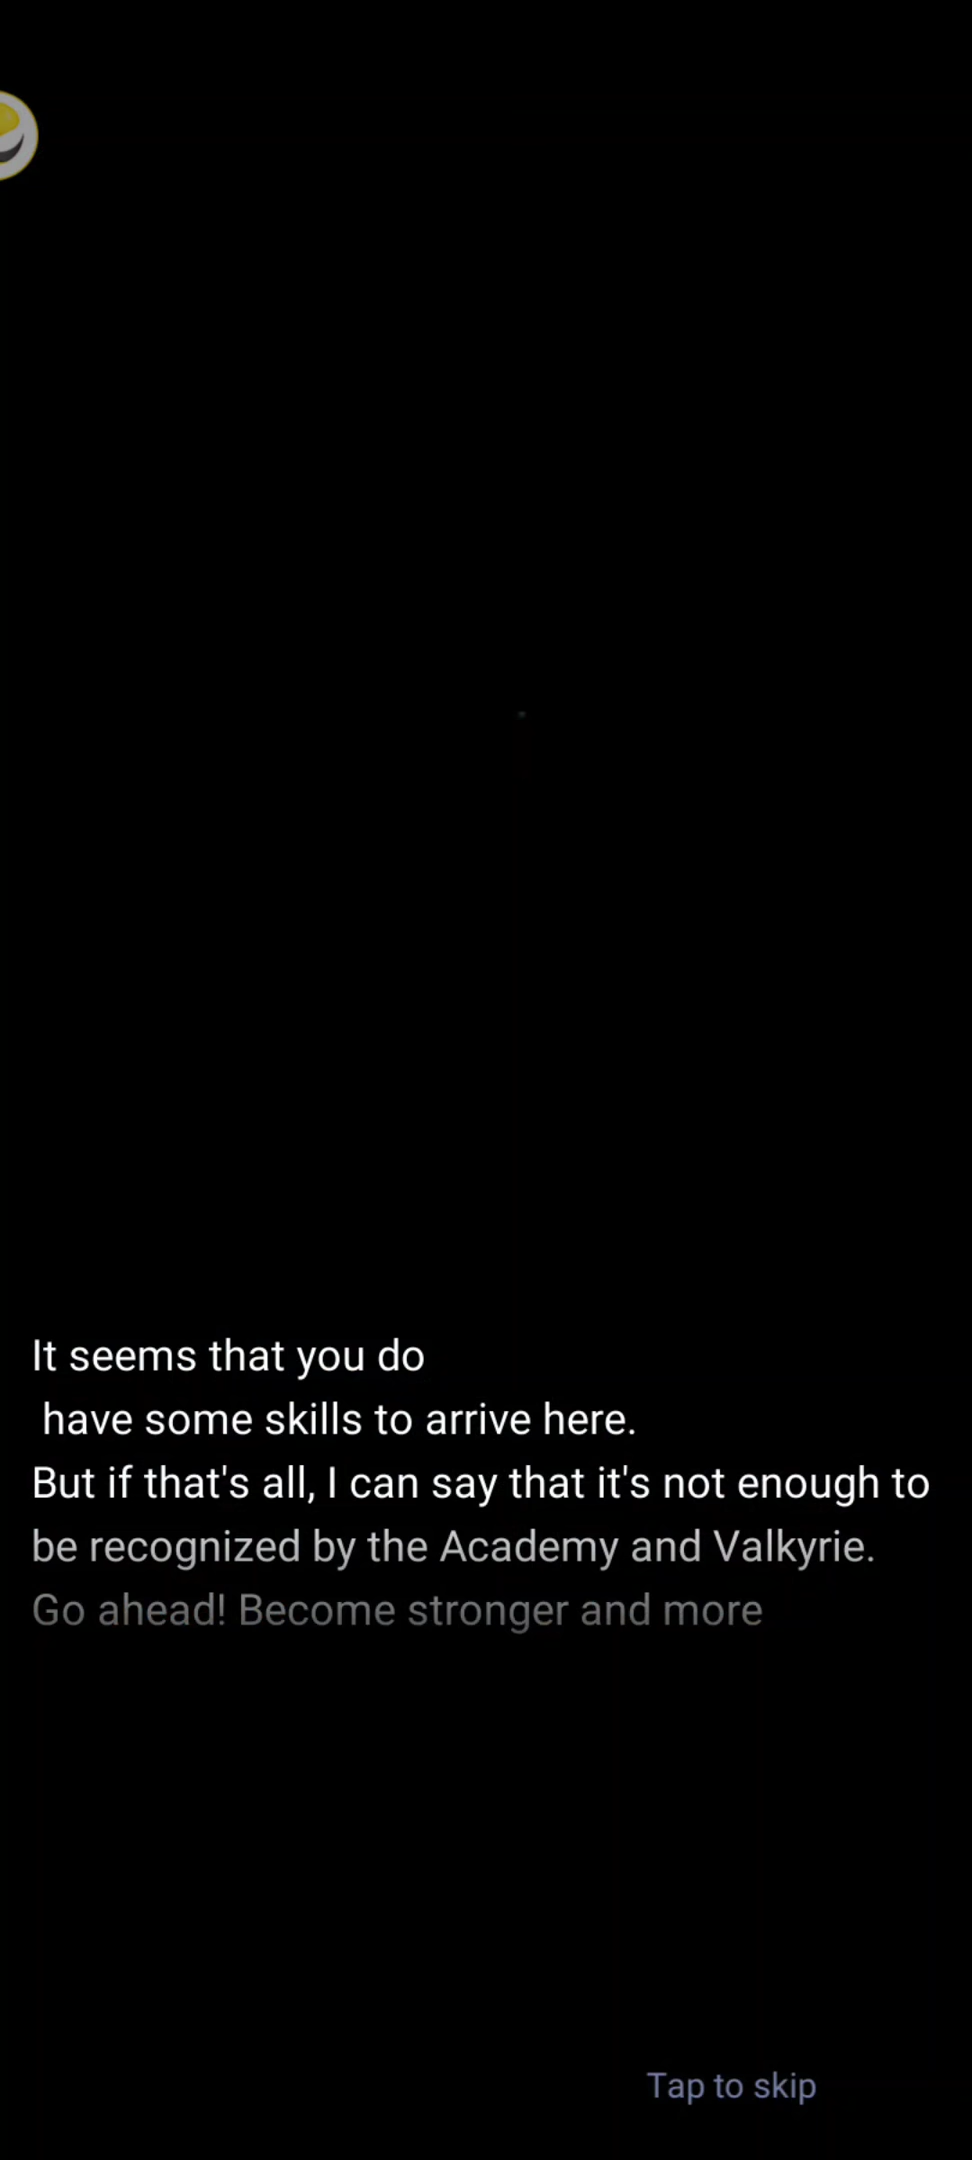 It seems that you do
have some skills to arrive here.
But if that's all, I can say that it's not enough to
be recognized by the Academy and Valkyrie.
Go ahead! Become stronger and more
Tap to skip